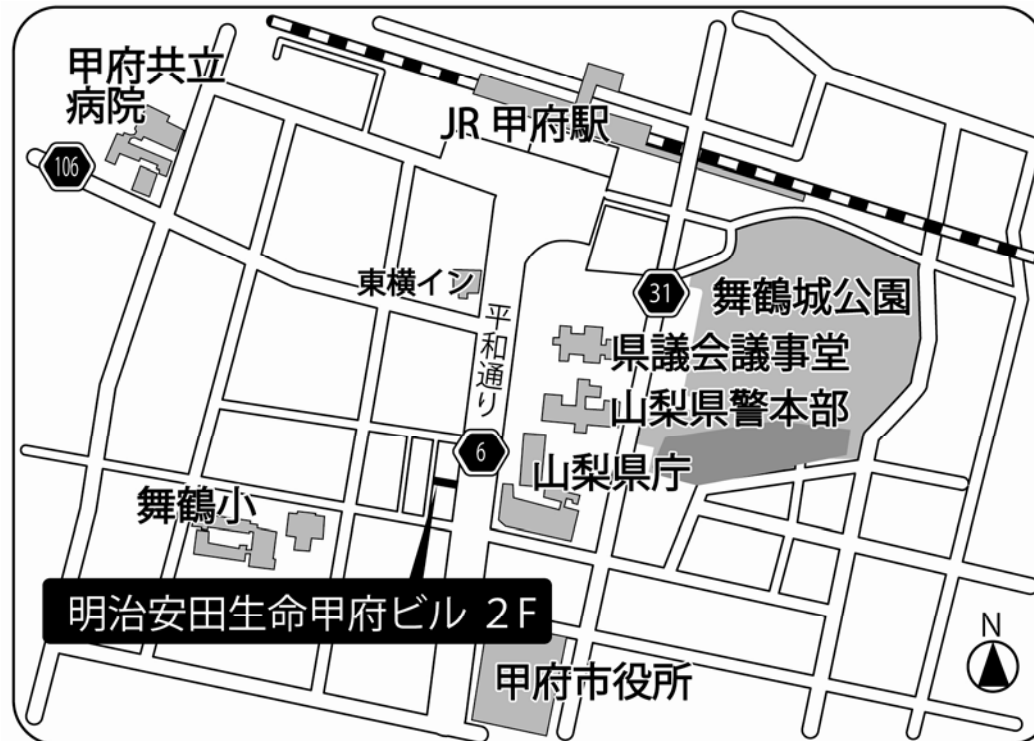 甲府共立
病院
JR 甲府駅
106
東横イン
平和通り
31
舞鶴城公園
県議会議事堂
山梨県警本部
6
山梨県庁
舞鶴小
明治安田生命甲府ビル 2F
甲府市役所
N